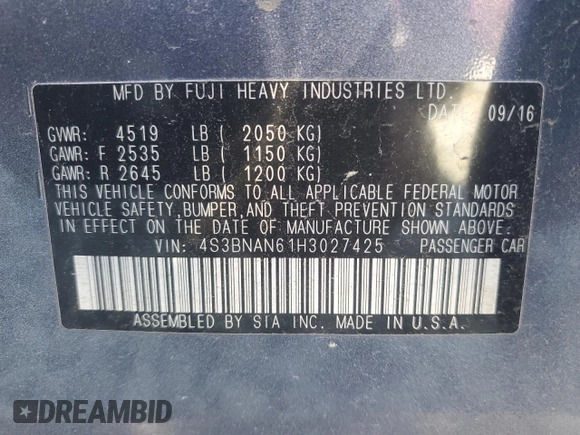 MFD BY FUJI HEAVY INDUSTRIES LTD.
DATE 09/16
GVWR: 4519 LB ( 2050 KG)
GAWR: F 2535 LB ( 1150 KG)
GAWR: R 2645 LB ( 1200 KG)
THIS VEHICLE CONFORMS TO ALL APPLICABLE FEDERAL MOTOR
VEHICLE SAFETY, BUMPER, AND THEFT PREVENTION STANDARDS
IN EFFECT ON THE DATE OF MANUFACTURE SHOWN ABOVE.
VIN: 4S3BNAN61H3027425 PASSENGER CAR
ASSEMBLED BY SIA INC. MADE IN U.S.A.
DREAMBID